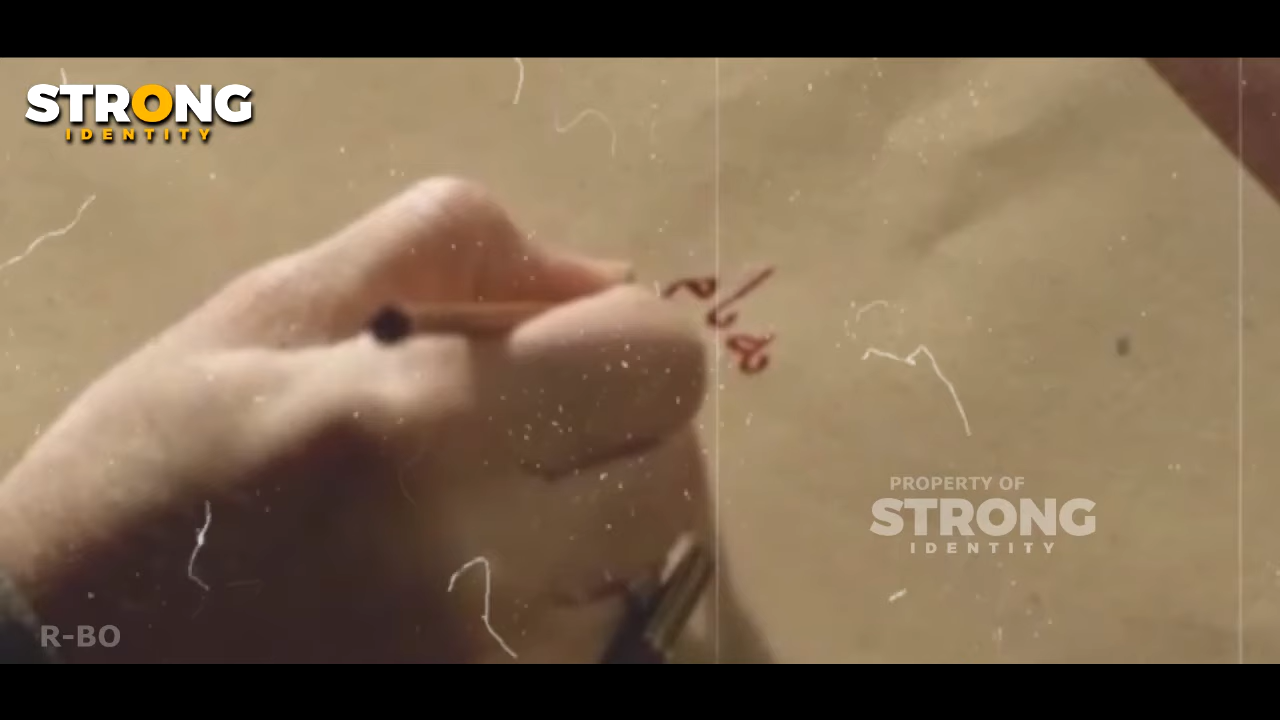 STRONG
IDENTITY
PROPERTY OF
STRONG
IDENTITY
R-BO